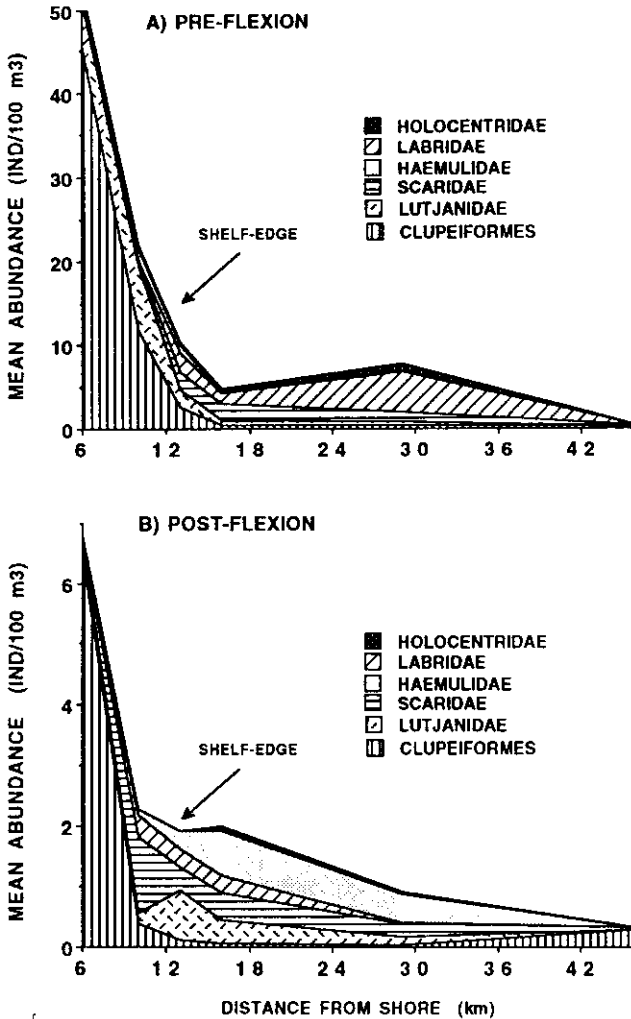 A) PRE-FLEXION
MEAN ABUNDANCE (IND/100 m3)
50
40
30
20
10
0
HOLOCENTRIDAE
LABRIDAE
HAEMULIDAE
SCARIDAE
LUTJANIDAE
CLUPEIFORMES
SHELF-EDGE
6 12 18 24 30 36 42
B) POST-FLEXION
MEAN ABUNDANCE (IND/100 m3)
6
4
2
0
HOLOCENTRIDAE
LABRIDAE
HAEMULIDAE
SCARIDAE
LUTJANIDAE
CLUPEIFORMES
SHELF-EDGE
6 12 18 24 30 36 42
DISTANCE FROM SHORE (km)